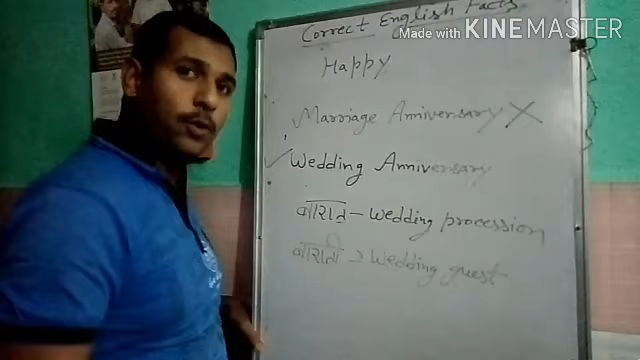 Correct English Facts
Made with KINEMASTER
Happy
Marriage Anniversary X
✓ Wedding Anniversary
बारात - Wedding procession
बाराती -> Wedding guest